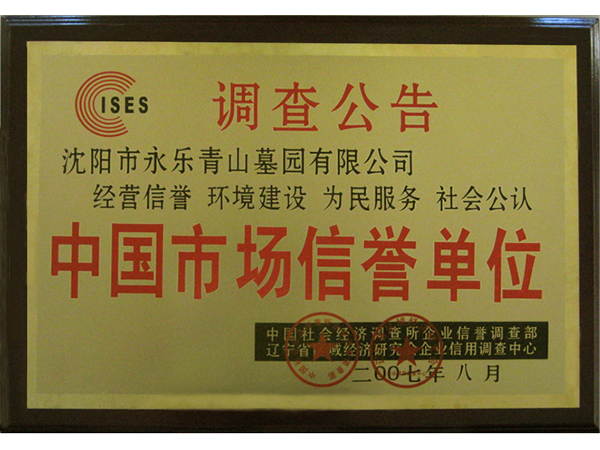 CISES
调查公告
沈阳市永乐青山墓园有限公司
经营信誉 环境建设 为民服务 社会公认
中国市场信誉单位
中国社会经济调查所企业信誉调查部
辽宁省 域经济研究会企业信用调查中心
二00七年八月